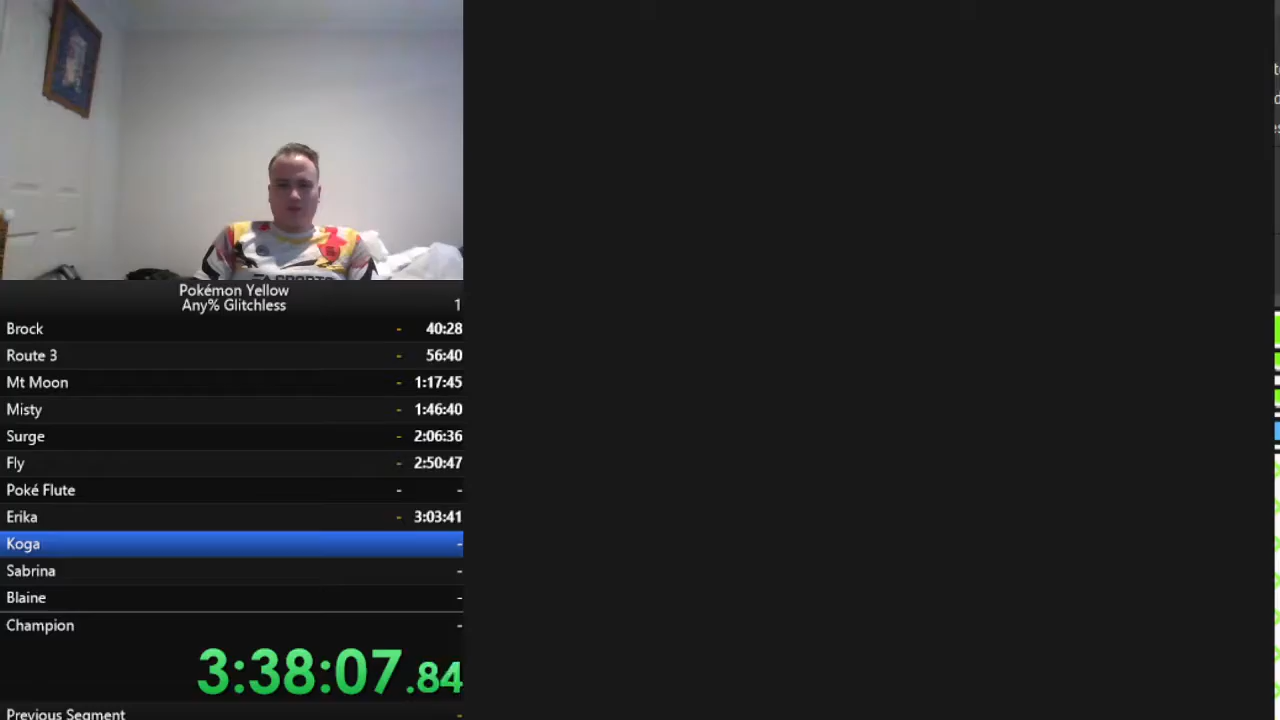 EA SPORTS
Pokémon Yellow
Any% Glitchless
1
Brock - 40:28
Route 3 - 56:40
Mt Moon - 1:17:45
Misty - 1:46:40
Surge - 2:06:36
Fly - 2:50:47
Poké Flute - -
Erika - 3:03:41
Koga -
Sabrina -
Blaine -
Champion -
3:38:07.84
Previous Segment -